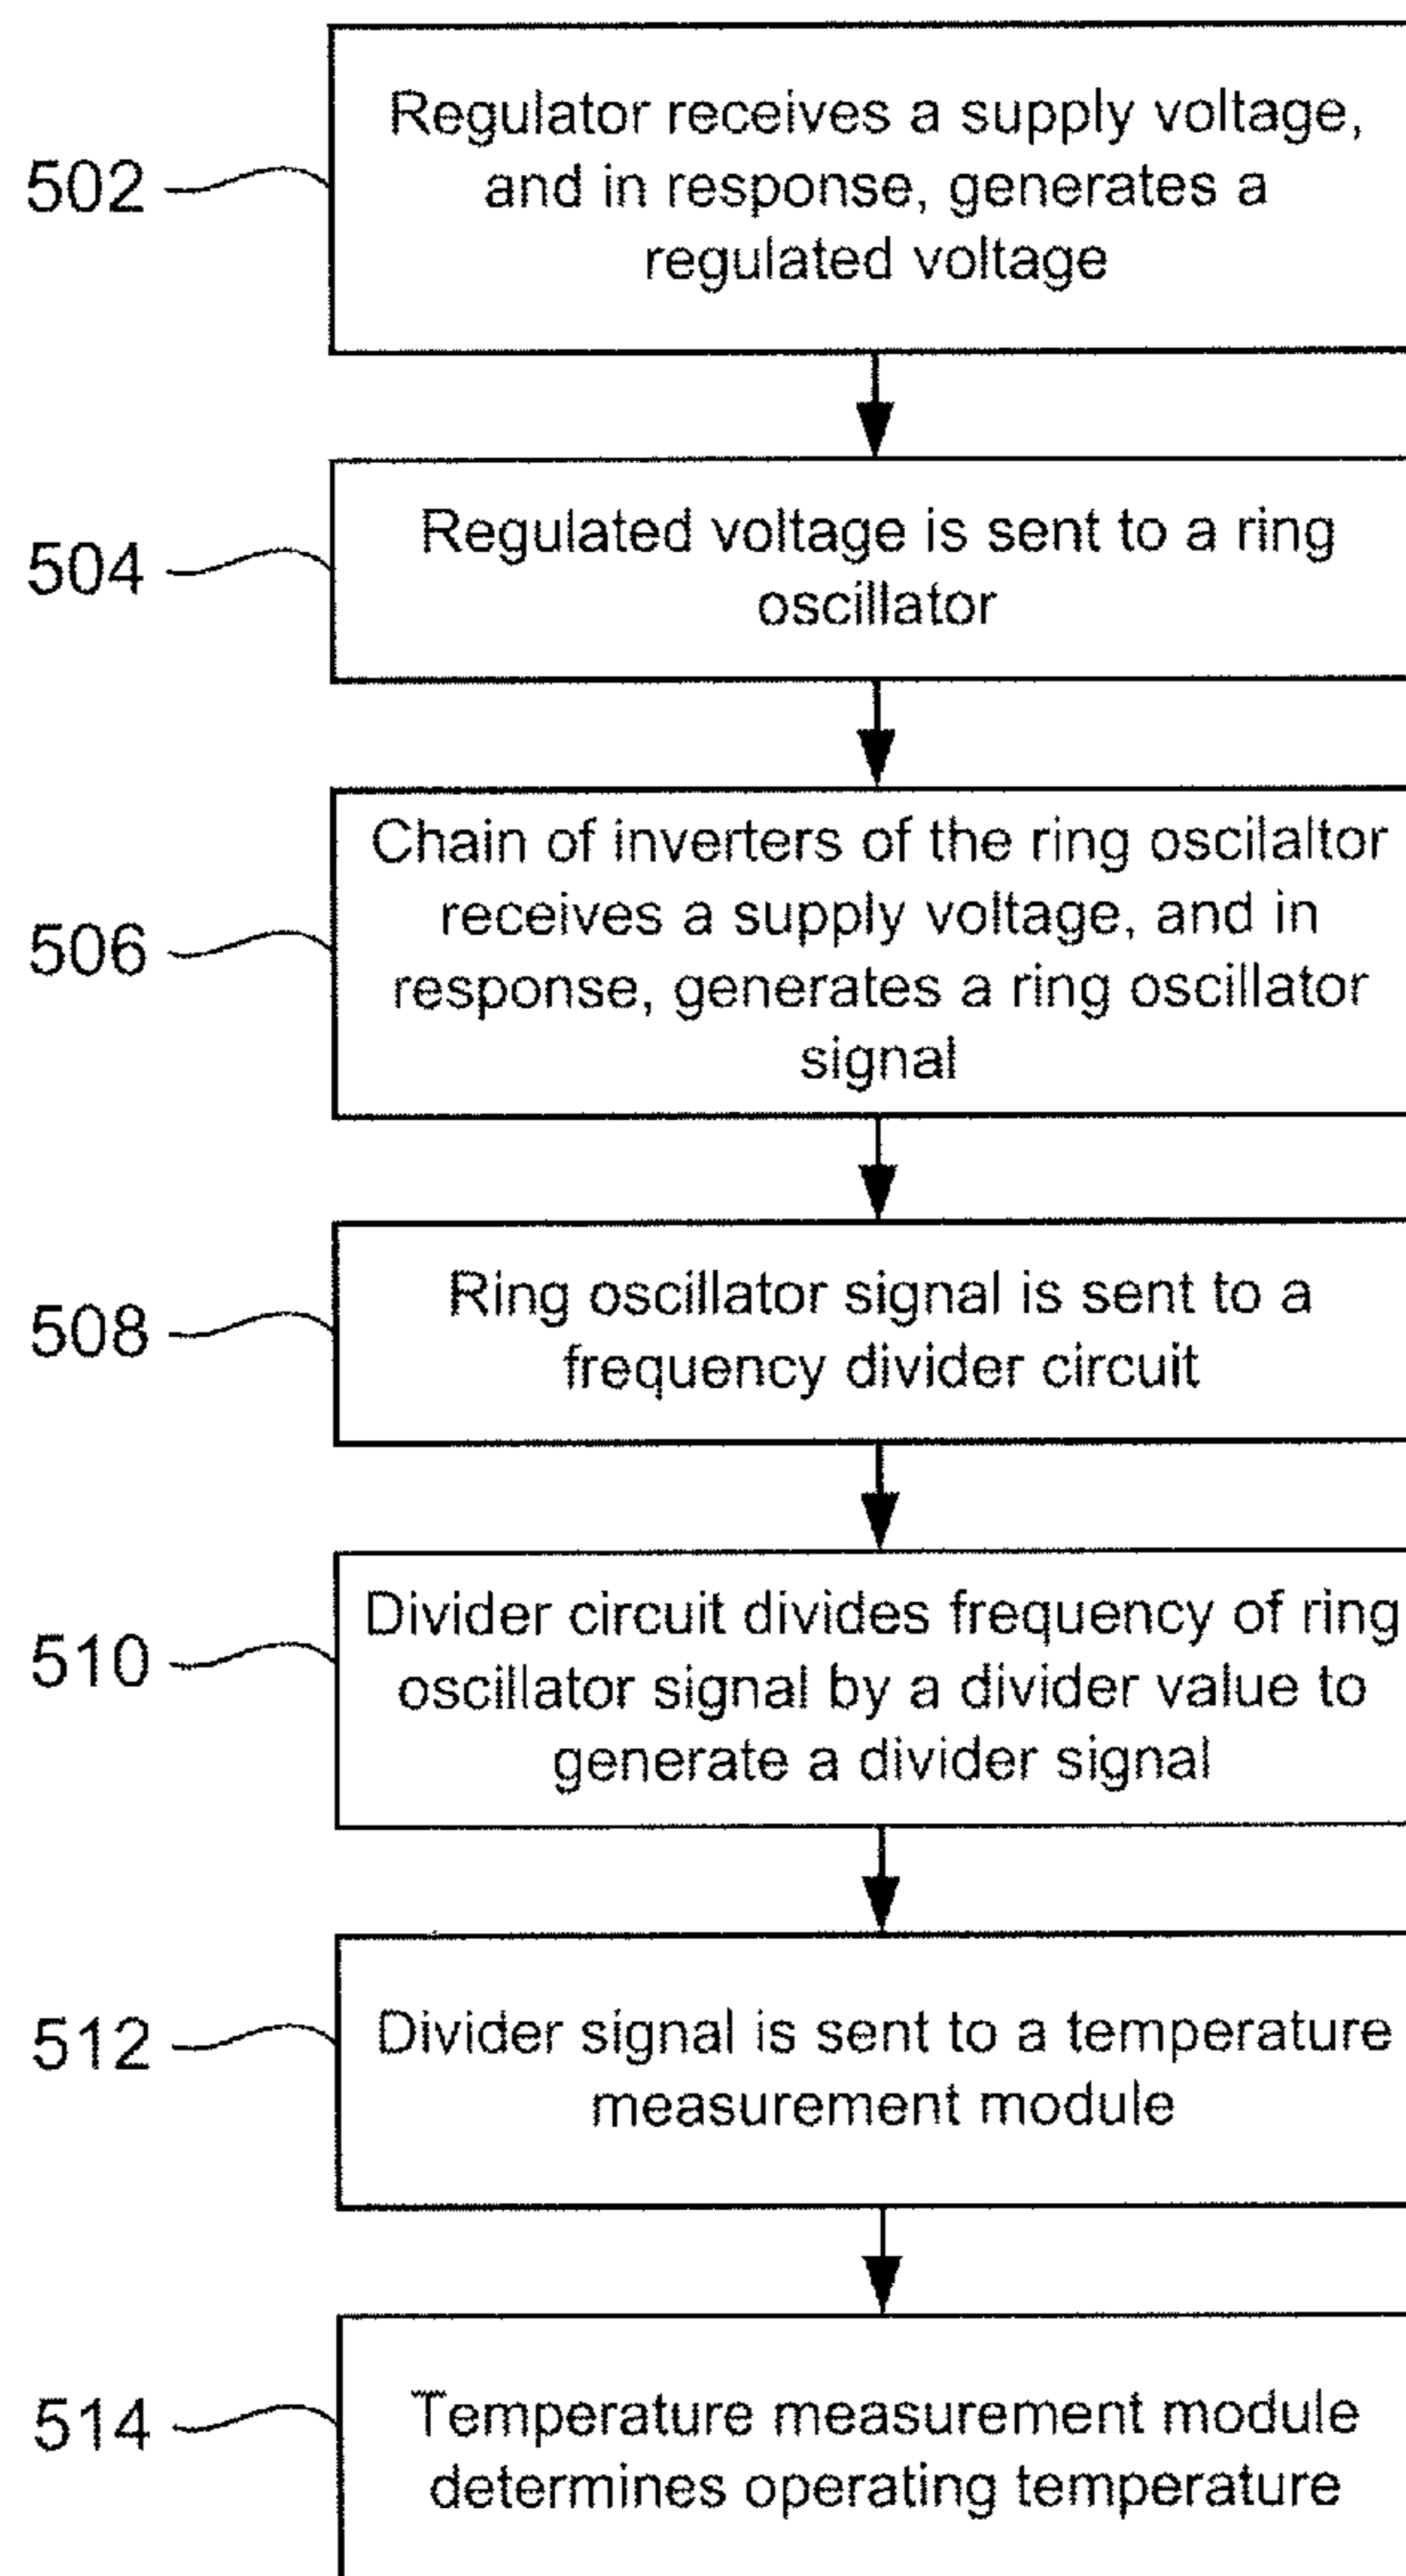 502
Regulator receives a supply voltage,
and in response, generates a
regulated voltage
504
Regulated voltage is sent to a ring
oscillator
506
Chain of inverters of the ring oscilaltor
receives a supply voltage, and in
response, generates a ring oscillator
signal
508
Ring oscillator signal is sent to a
frequency divider circuit
510
Divider circuit divides frequency of ring
oscillator signal by a divider value to
generate a divider signal
512
Divider signal is sent to a temperature
measurement module
514
Temperature measurement module
determines operating temperature